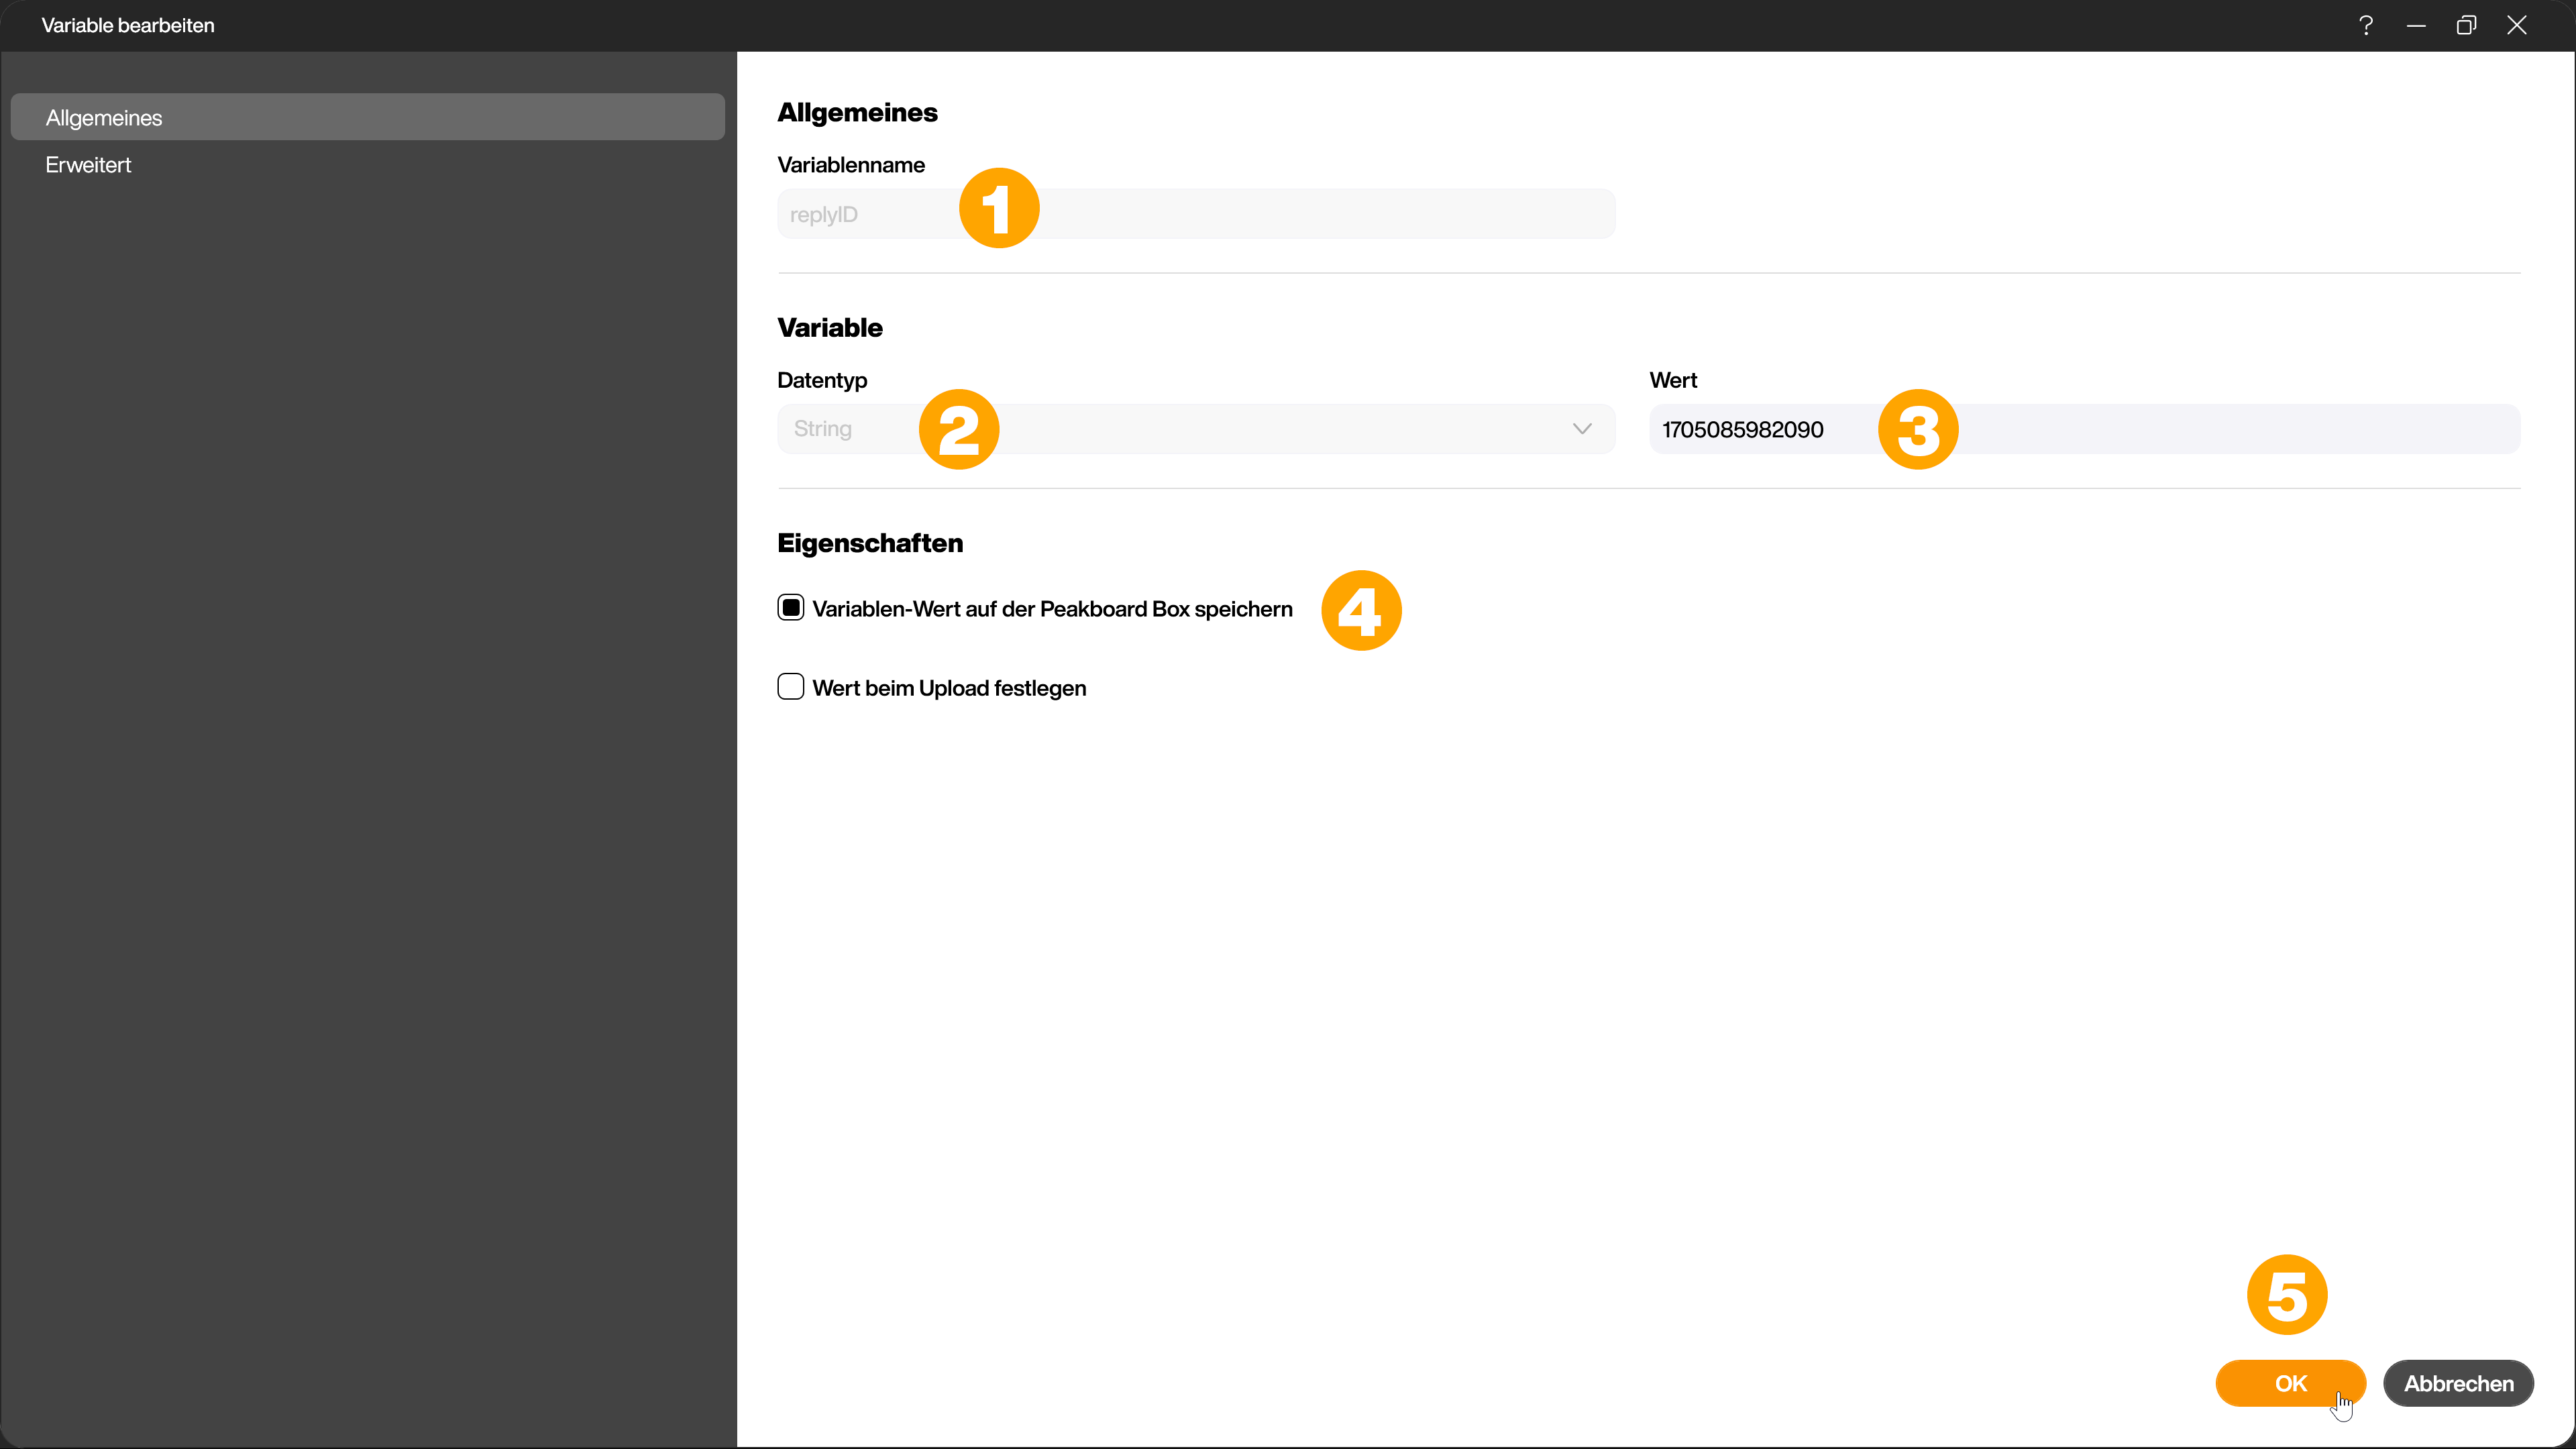 Variable bearbeiten
Allgemeines
Erweitert
Allgemeines
Variablenname
replyID
1
Variable
Datentyp
Wert
String
2
1705085982090
3
Eigenschaften
Variablen-Wert auf der Peakboard Box speichern
4
Wert beim Upload festlegen
5
OK
Abbrechen